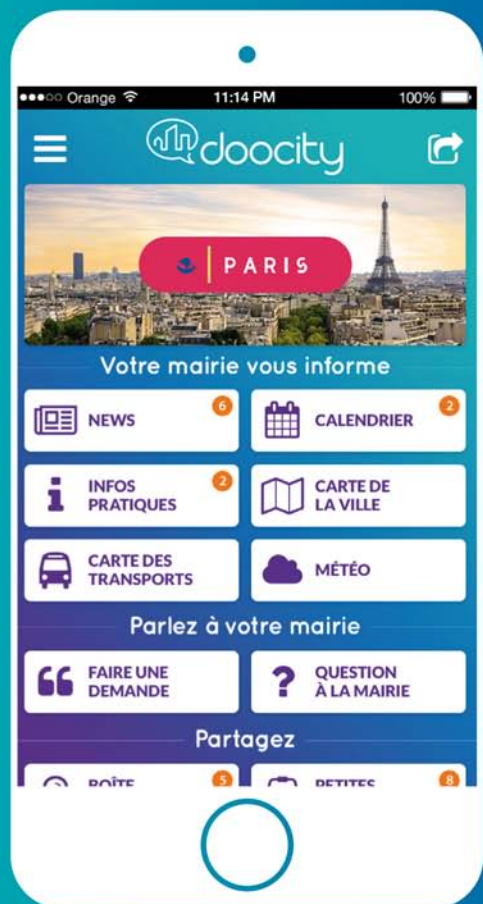 Orange 11:14 PM 100%
doocity
PARIS
Votre mairie vous informe
NEWS 6
CALENDRIER 2
INFOS
PRATIQUES 2
CARTE DE
LA VILLE
CARTE DES
TRANSPORTS
MÉTÉO
Parlez à votre mairie
FAIRE UNE
DEMANDE
? QUESTION
À LA MAIRIE
Partagez
BOÎTE 5
PETITES 8